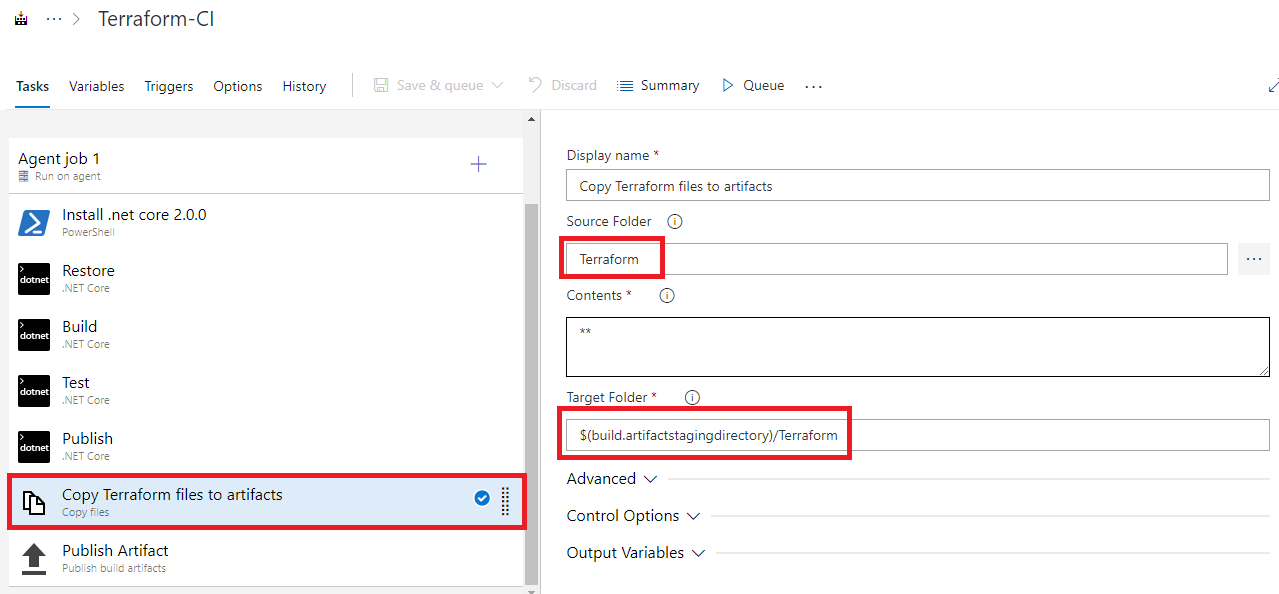 ··· > Terraform-CI
Tasks Variables Triggers Options History Save & queue Discard Summary Queue ···
Agent job 1
Run on agent
Install .net core 2.0.0
PowerShell
>_
dotnet
Restore
.NET Core
>_
dotnet
Build
.NET Core
>_
dotnet
Test
.NET Core
>_
dotnet
Publish
.NET Core
Copy Terraform files to artifacts
Copy files
Publish Artifact
Publish build artifacts
Display name *
Copy Terraform files to artifacts
Source Folder
Terraform
···
Contents *
**
Target Folder *
$(build.artifactstagingdirectory)/Terraform
Advanced
Control Options
Output Variables